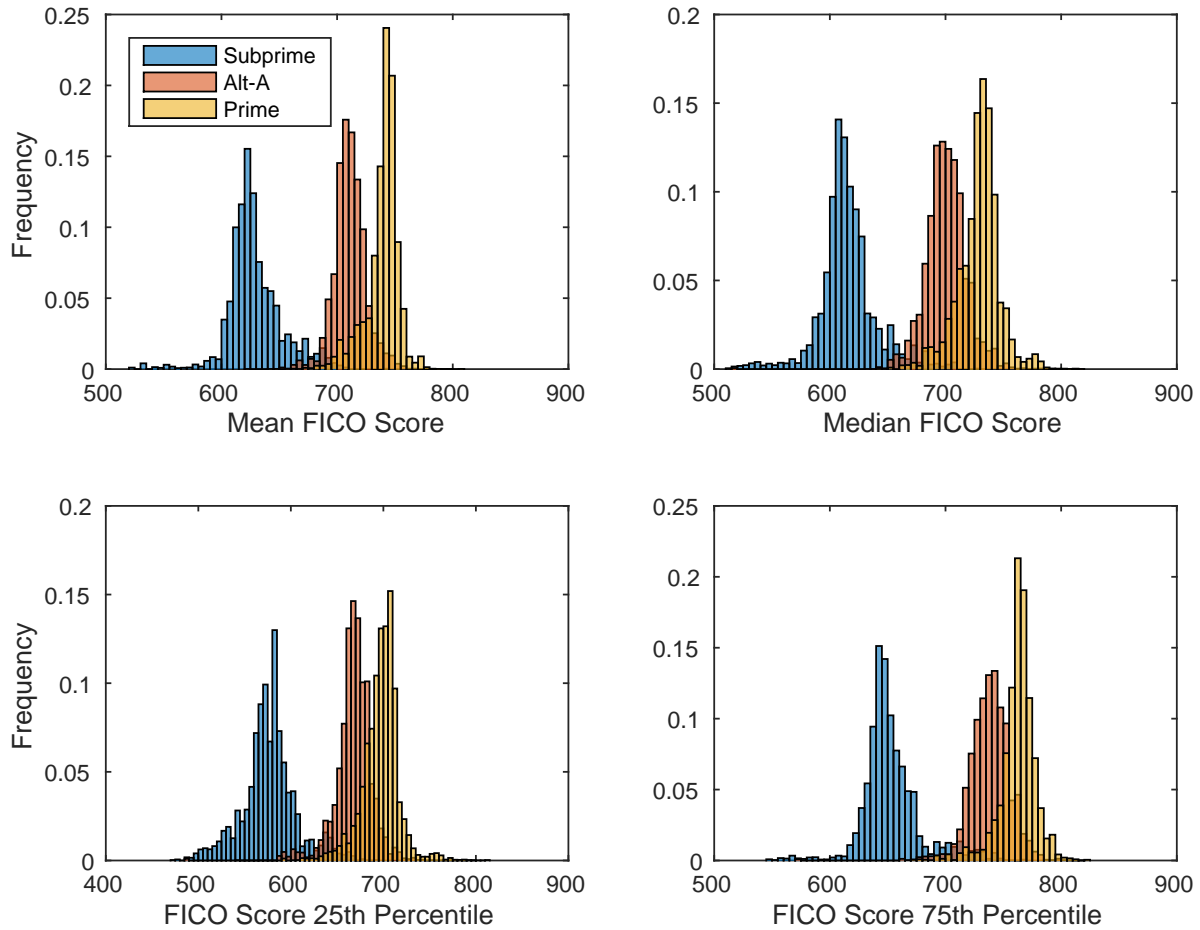 0.25
0.2
0.15
0.1
0.05
0
Frequency
Subprime
Alt-A
Prime
500 600 700 800 900
Mean FICO Score
0.2
0.15
0.1
0.05
0
500 600 700 800 900
Median FICO Score
0.2
0.15
0.1
0.05
0
Frequency
400 500 600 700 800 900
FICO Score 25th Percentile
0.25
0.2
0.15
0.1
0.05
0
500 600 700 800 900
FICO Score 75th Percentile